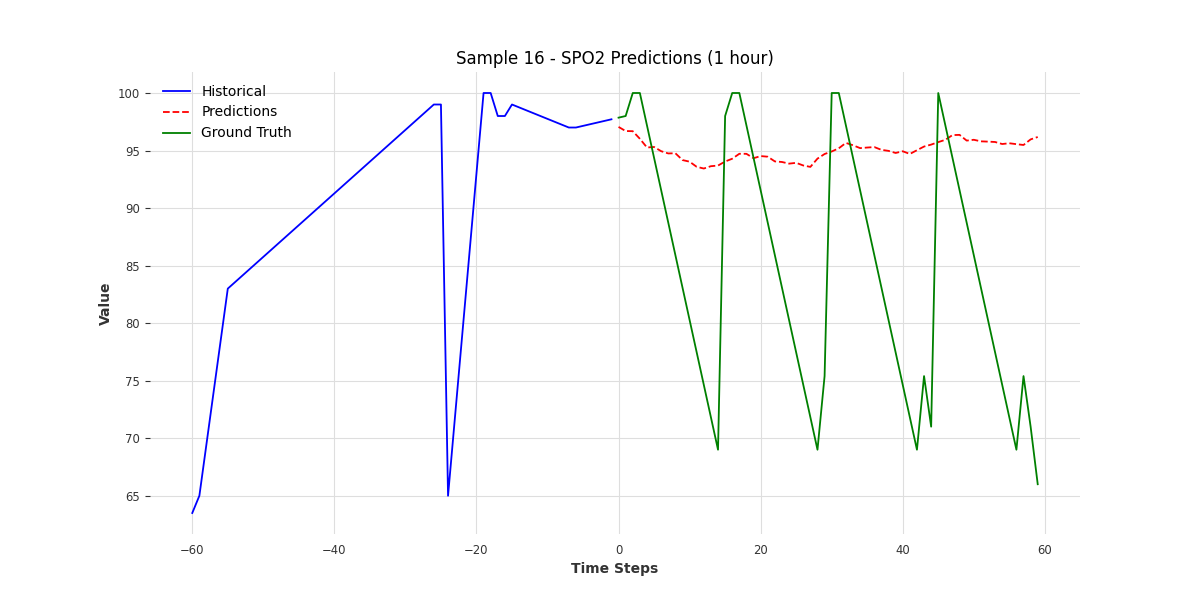 Sample 16 - SPO2 Predictions (1 hour)
Historical
Predictions
Ground Truth
100
95
90
85
80
75
70
65
Value
−60
−40
−20
0
20
40
60
Time Steps